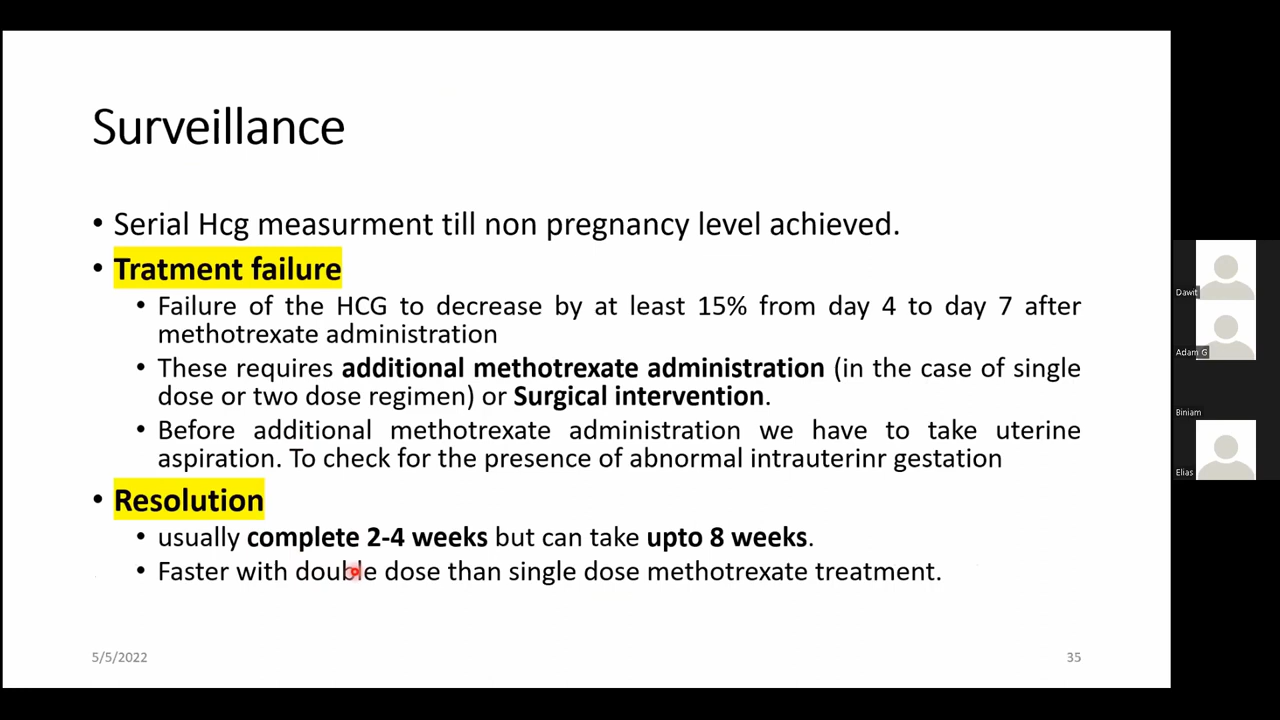 Surveillance
• Serial Hcg measurment till non pregnancy level achieved.
• Tratment failure
• Failure of the HCG to decrease by at least 15% from day 4 to day 7 after
methotrexate administration
• These requires additional methotrexate administration (in the case of single
dose or two dose regimen) or Surgical intervention.
• Before additional methotrexate administration we have to take uterine
aspiration. To check for the presence of abnormal intrauterinr gestation
• Resolution
• usually complete 2-4 weeks but can take upto 8 weeks.
• Faster with double dose than single dose methotrexate treatment.
5/5/2022
35
Dawit
Adam G
Biniam
Elias